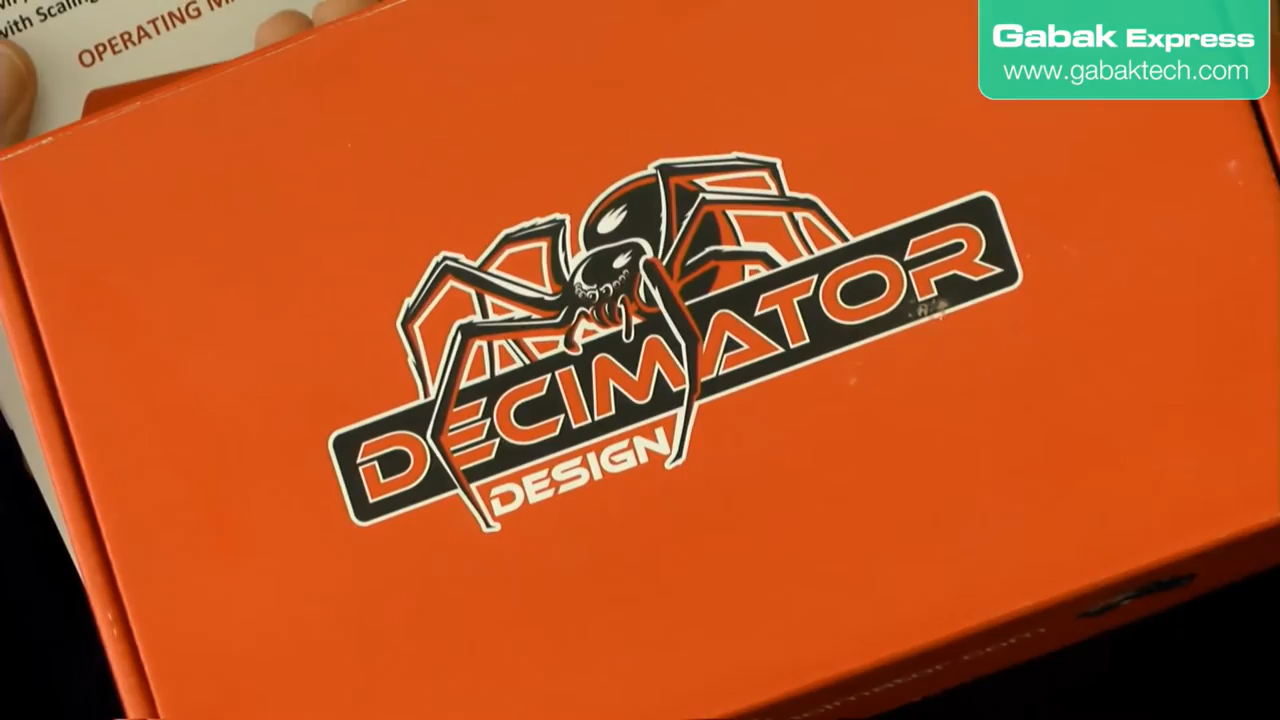 with Scaling
OPERATING
Gabak Express
www.gabaktech.com
DECIMATOR
DESIGN